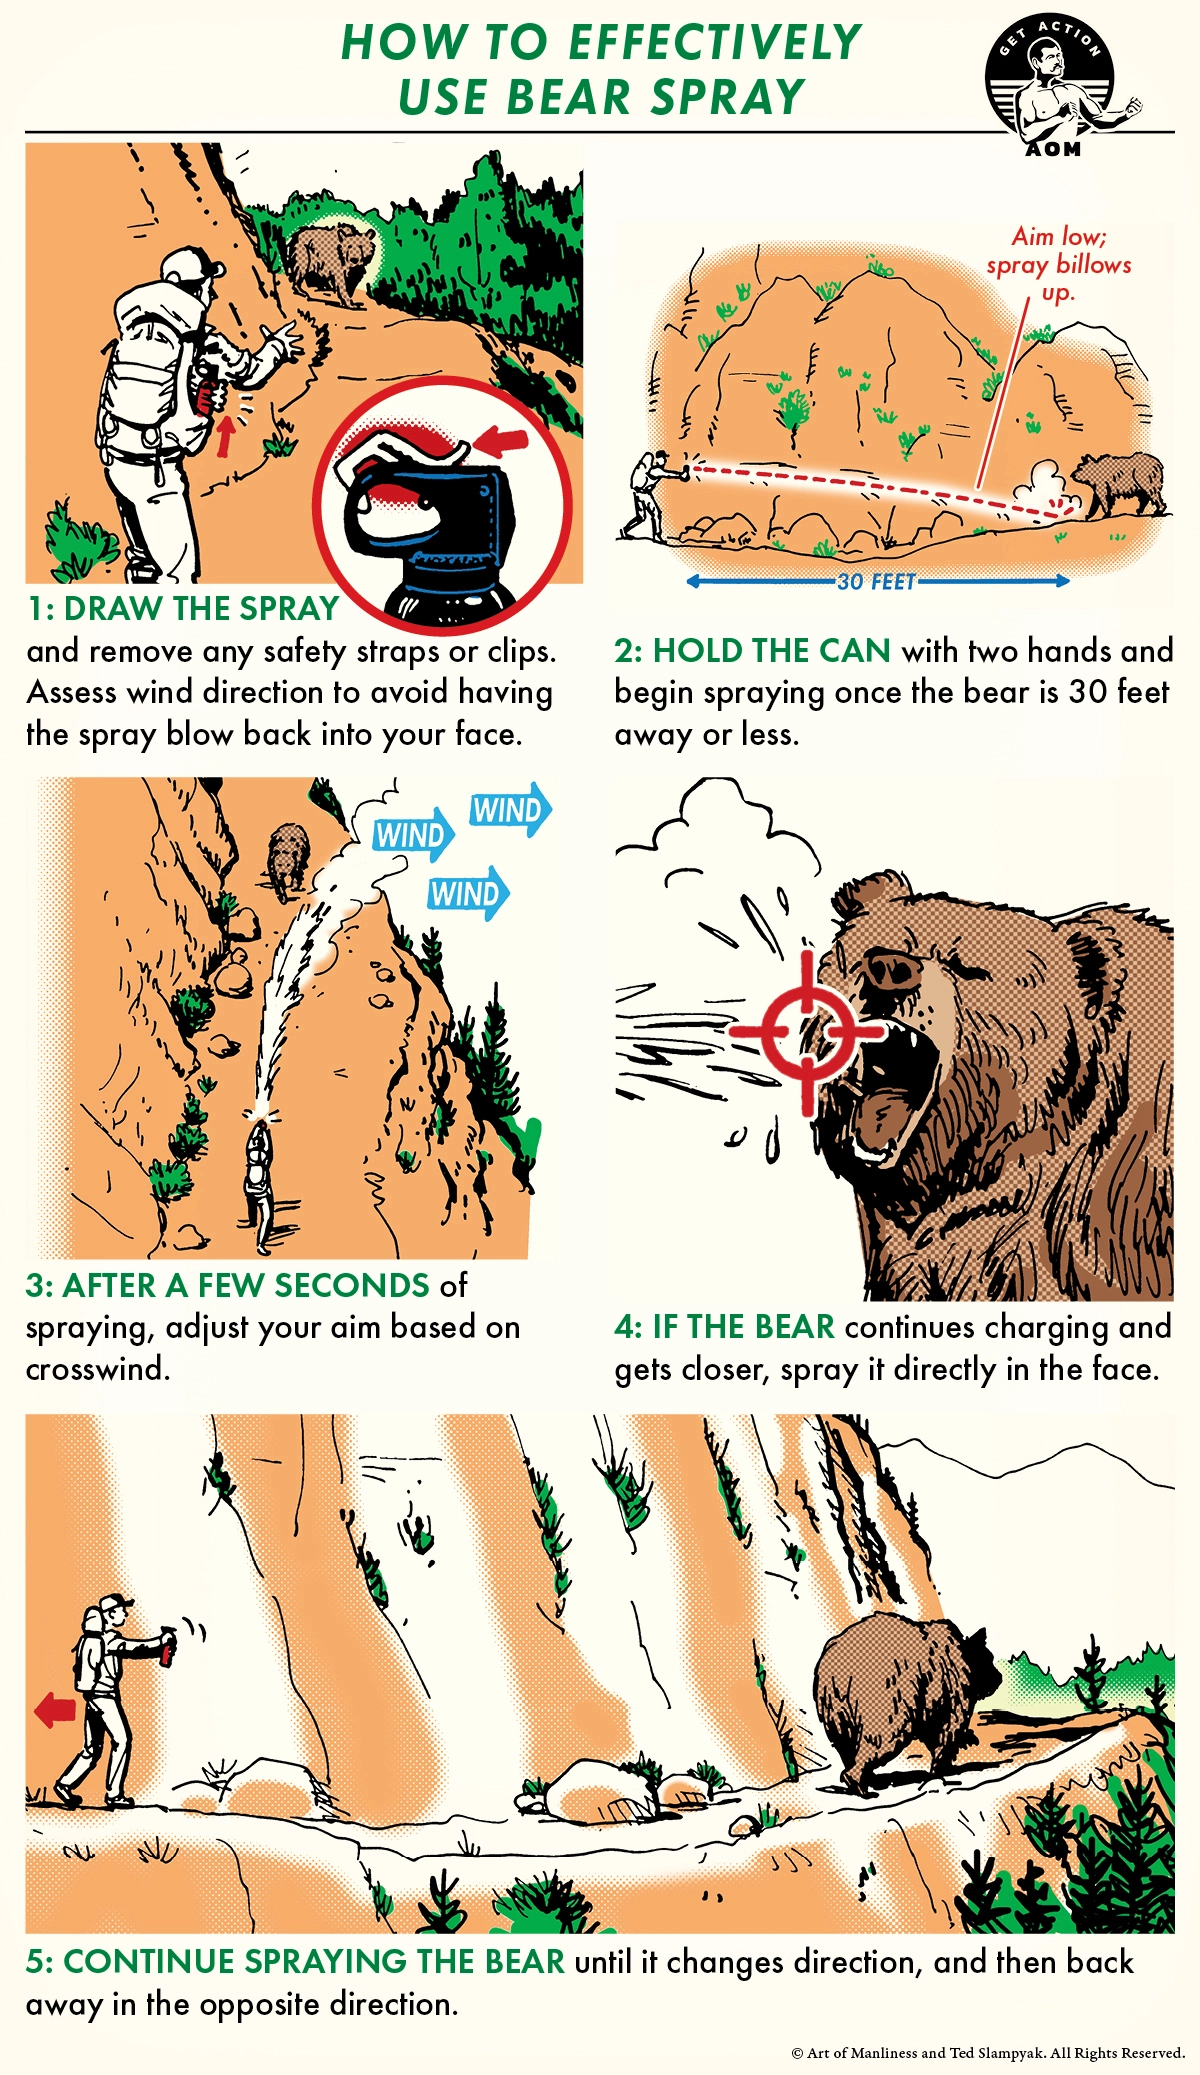 HOW TO EFFECTIVELY
USE BEAR SPRAY
GET ACTION
AOM
1: DRAW THE SPRAY
and remove any safety straps or clips.
Assess wind direction to avoid having
the spray blow back into your face.
Aim low;
spray billows
up.
30 FEET
2: HOLD THE CAN with two hands and
begin spraying once the bear is 30 feet
away or less.
WIND
WIND
WIND
3: AFTER A FEW SECONDS of
spraying, adjust your aim based on
crosswind.
4: IF THE BEAR continues charging and
gets closer, spray it directly in the face.
5: CONTINUE SPRAYING THE BEAR until it changes direction, and then back
away in the opposite direction.
© Art of Manliness and Ted Slampyak. All Rights Reserved.